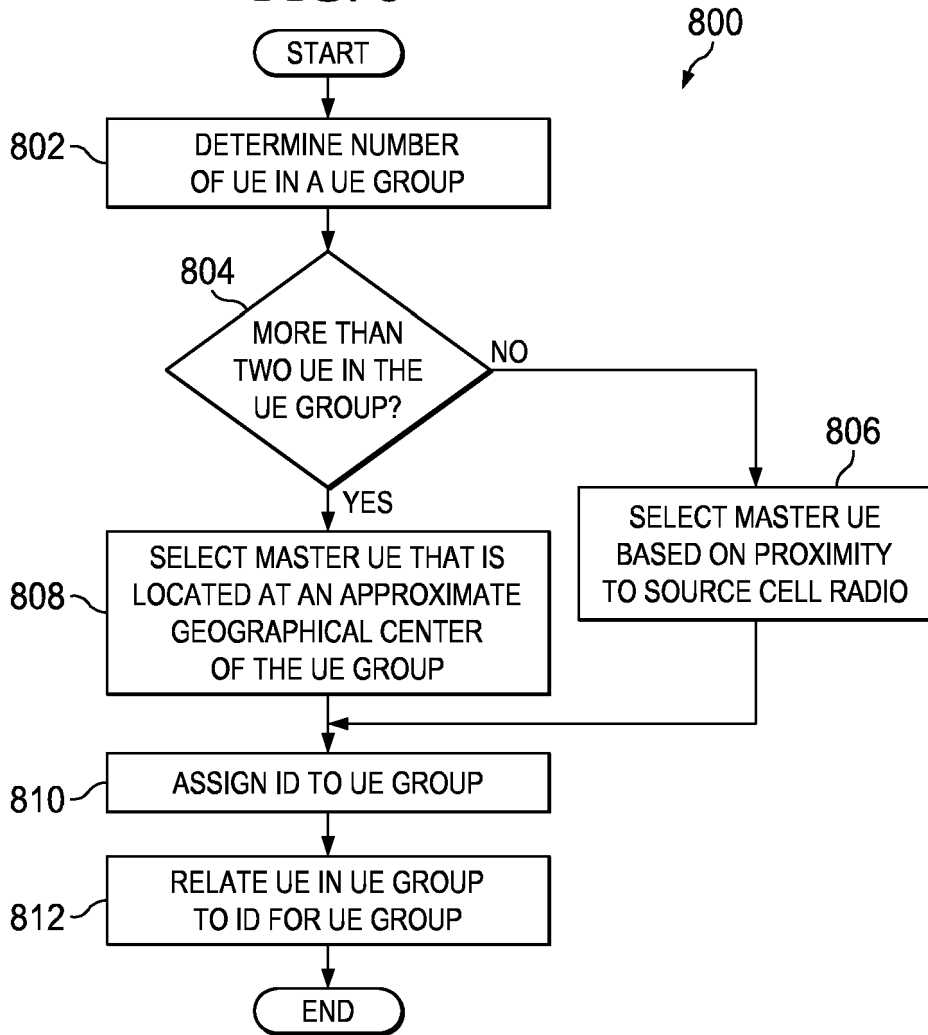 800
START
802
DETERMINE NUMBER
OF UE IN A UE GROUP
804
MORE THAN
TWO UE IN THE
UE GROUP?
NO
YES
806
SELECT MASTER UE
BASED ON PROXIMITY
TO SOURCE CELL RADIO
808
SELECT MASTER UE THAT IS
LOCATED AT AN APPROXIMATE
GEOGRAPHICAL CENTER
OF THE UE GROUP
810
ASSIGN ID TO UE GROUP
812
RELATE UE IN UE GROUP
TO ID FOR UE GROUP
END